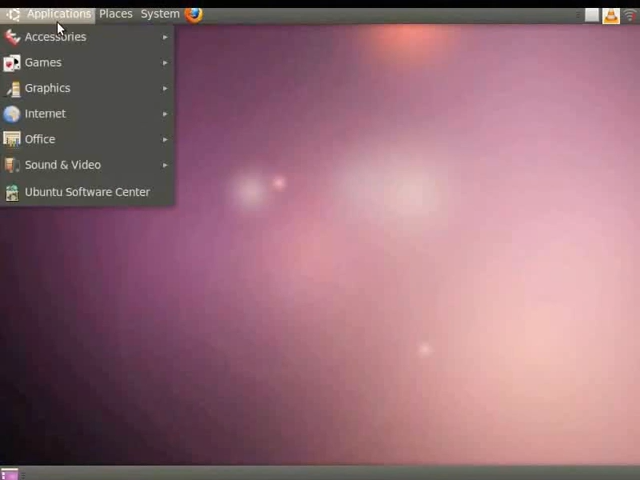 Applications Places System
Accessories
Games
Graphics
Internet
Office
Sound & Video
Ubuntu Software Center